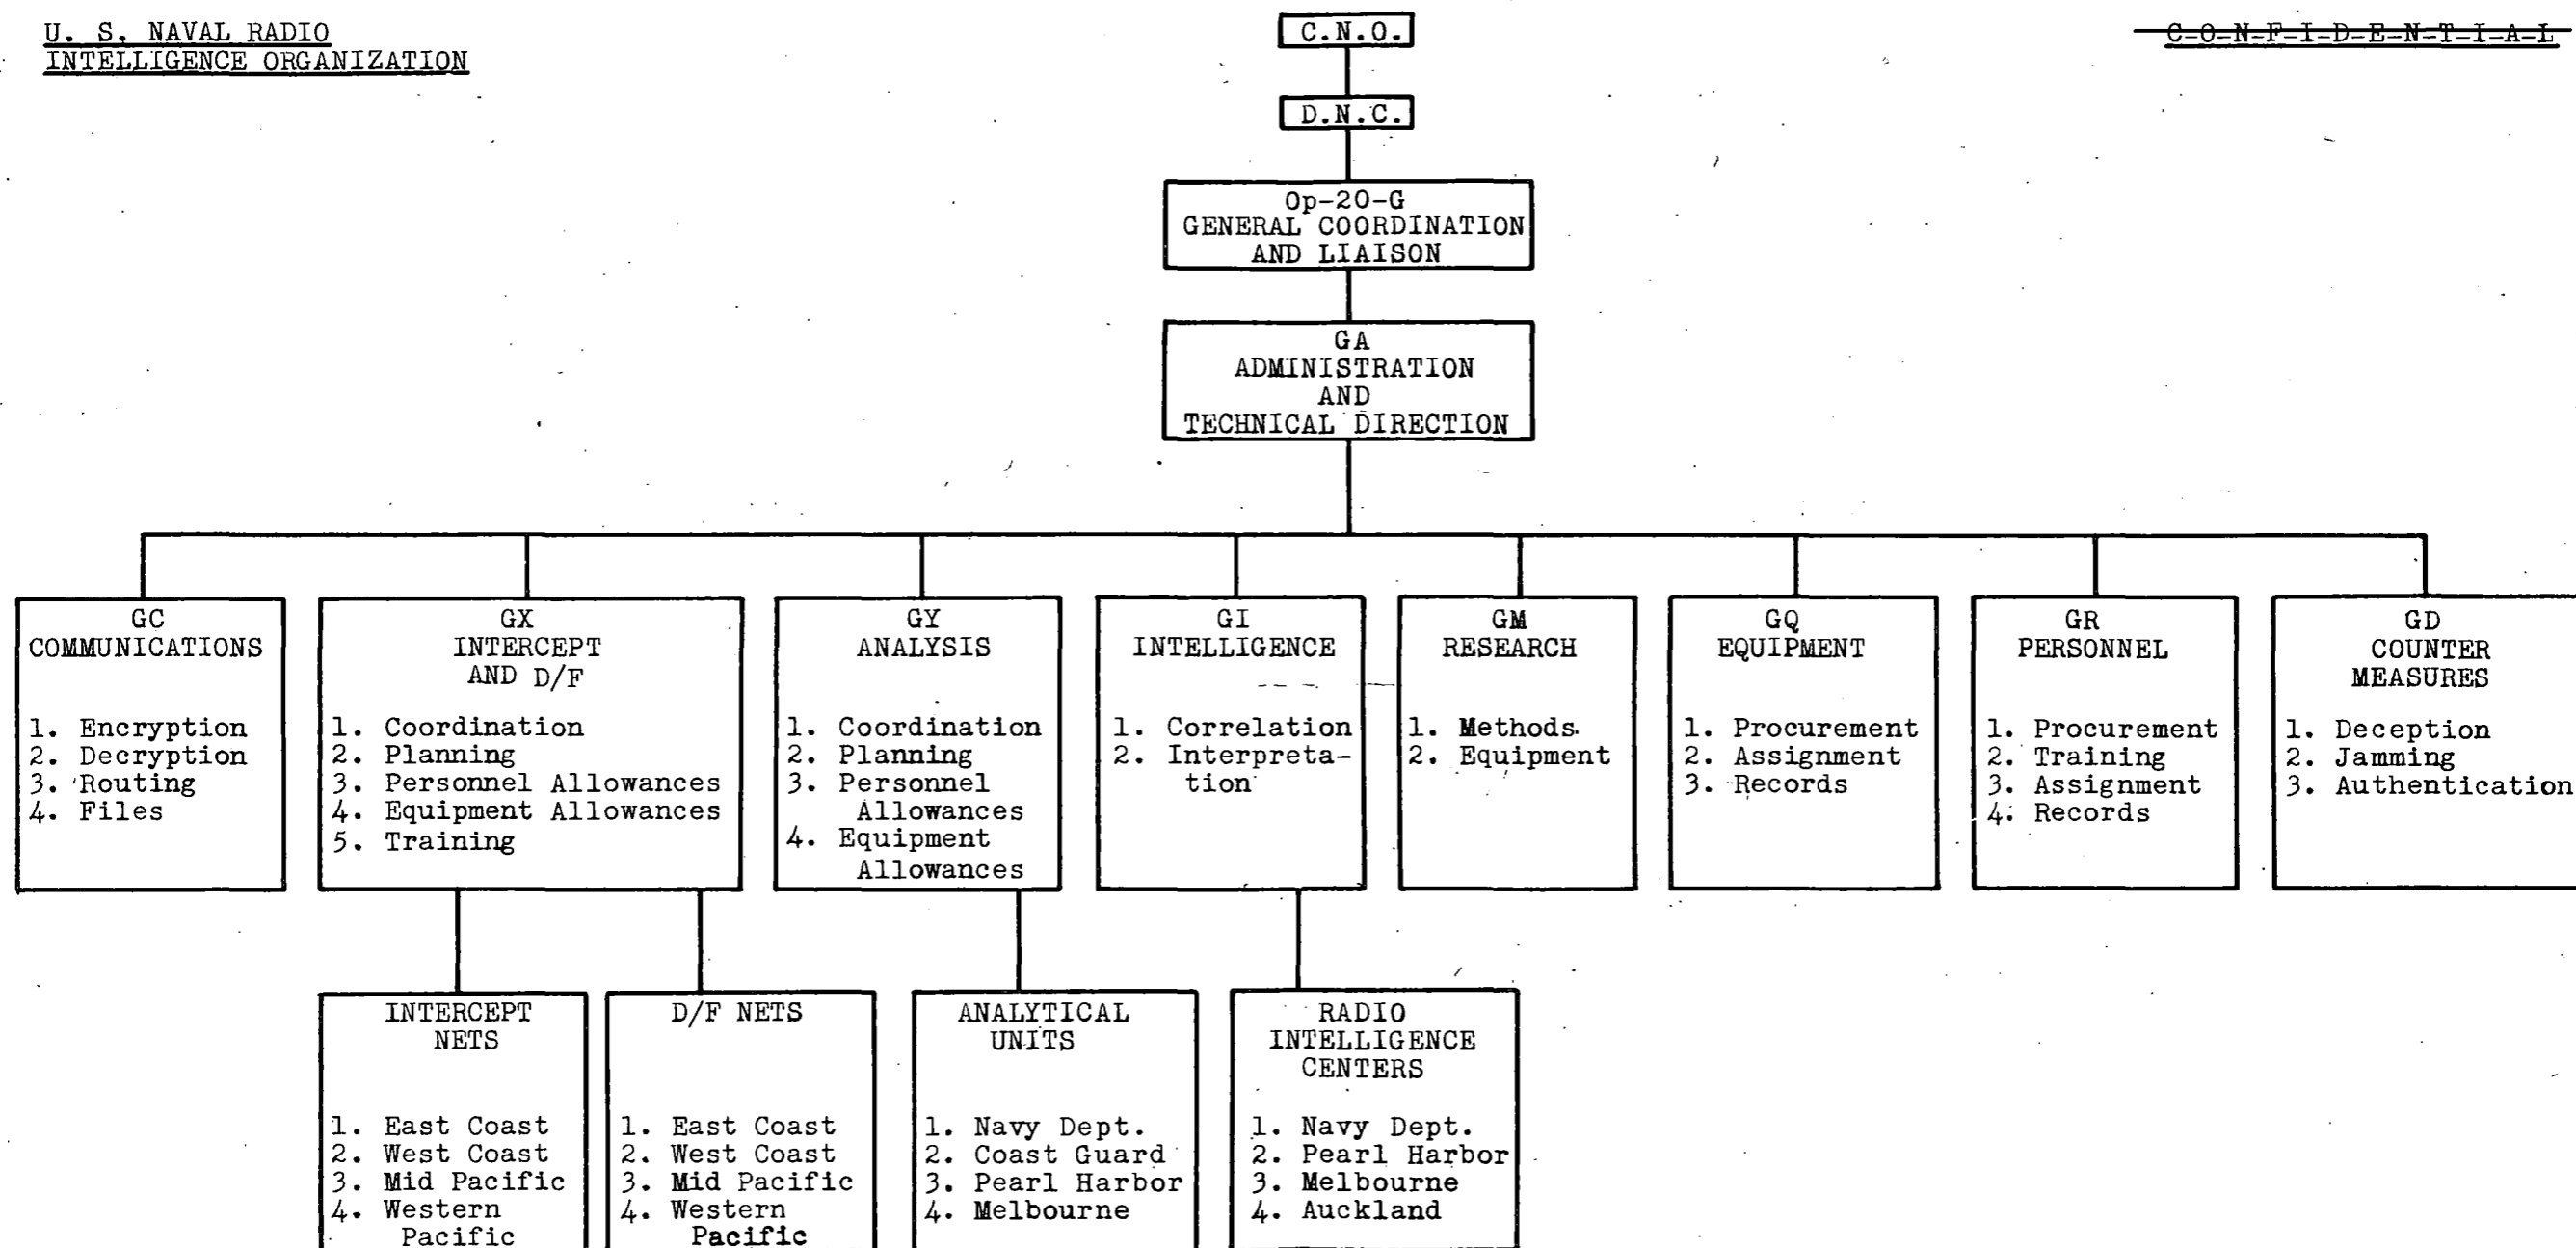 U. S. NAVAL RADIO
INTELLIGENCE ORGANIZATION
C-O-N-F-I-D-E-N-T-I-A-L
C.N.O.
D.N.C.
Op-20-G
GENERAL COORDINATION
AND LIAISON
GA
ADMINISTRATION
AND
TECHNICAL DIRECTION
GC
COMMUNICATIONS
1. Encryption
2. Decryption
3. Routing
4. Files
GX
INTERCEPT
AND D/F
1. Coordination
2. Planning
3. Personnel Allowances
4. Equipment Allowances
5. Training
GY
ANALYSIS
1. Coordination
2. Planning
3. Personnel
Allowances
4. Equipment
Allowances
GI
INTELLIGENCE
1. Correlation
2. Interpreta-
tion
GM
RESEARCH
1. Methods
2. Equipment
GQ
EQUIPMENT
1. Procurement
2. Assignment
3. Records
GR
PERSONNEL
1. Procurement
2. Training
3. Assignment
4. Records
GD
COUNTER
MEASURES
1. Deception
2. Jamming
3. Authentication
INTERCEPT
NETS
1. East Coast
2. West Coast
3. Mid Pacific
4. Western
Pacific
D/F NETS
1. East Coast
2. West Coast
3. Mid Pacific
4. Western
Pacific
ANALYTICAL
UNITS
1. Navy Dept.
2. Coast Guard
3. Pearl Harbor
4. Melbourne
RADIO
INTELLIGENCE
CENTERS
1. Navy Dept.
2. Pearl Harbor
3. Melbourne
4. Auckland